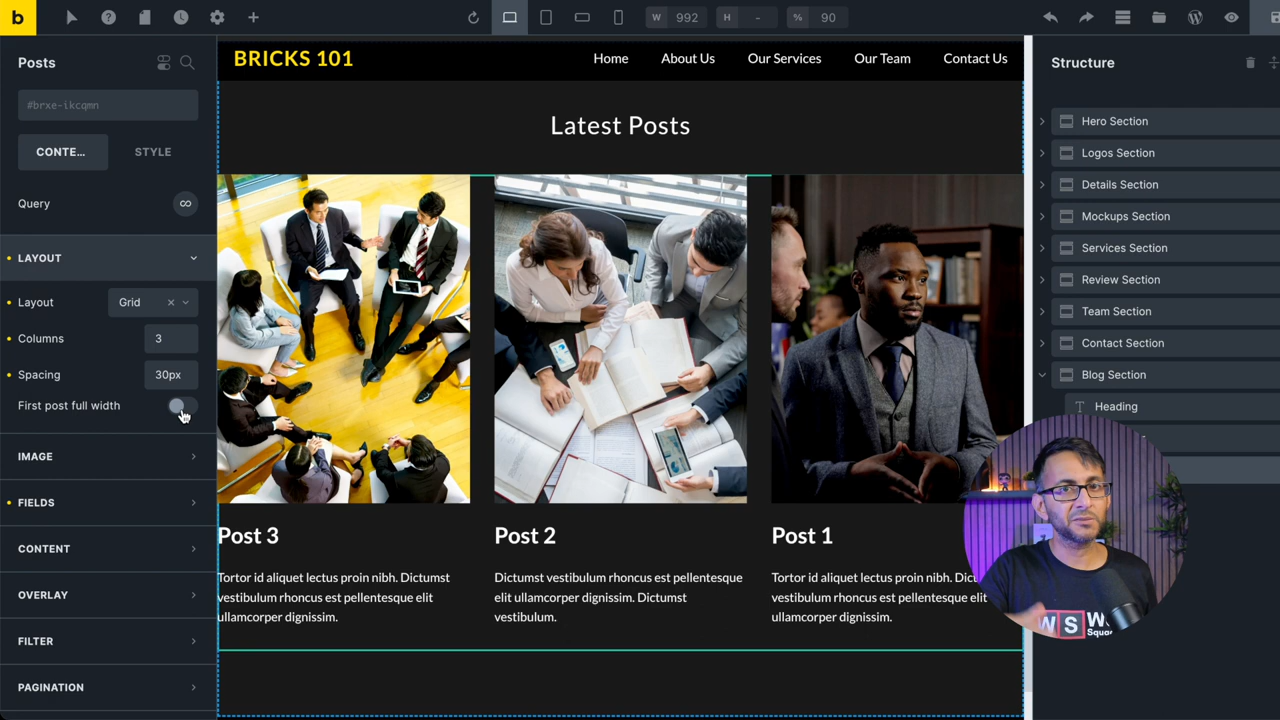 b
W 992 H - % 90
Posts
#brxe-ikcqmn
CONTE...
STYLE
Query
LAYOUT
Layout
Grid
Columns
3
Spacing
30px
First post full width
IMAGE
FIELDS
CONTENT
OVERLAY
FILTER
PAGINATION
BRICKS 101
Home
About Us
Our Services
Our Team
Contact Us
Latest Posts
Post 3
Tortor id aliquet lectus proin nibh. Dictumst
vestibulum rhoncus est pellentesque elit
ullamcorper dignissim.
Post 2
Dictumst vestibulum rhoncus est pellentesque
elit ullamcorper dignissim. Dictumst
vestibulum.
Post 1
Tortor id aliquet lectus proin nibh.
vestibulum rhoncus est pellentesque
ullamcorper dignissim.
Structure
Hero Section
Logos Section
Details Section
Mockups Section
Services Section
Review Section
Team Section
Contact Section
Blog Section
T Heading
WS